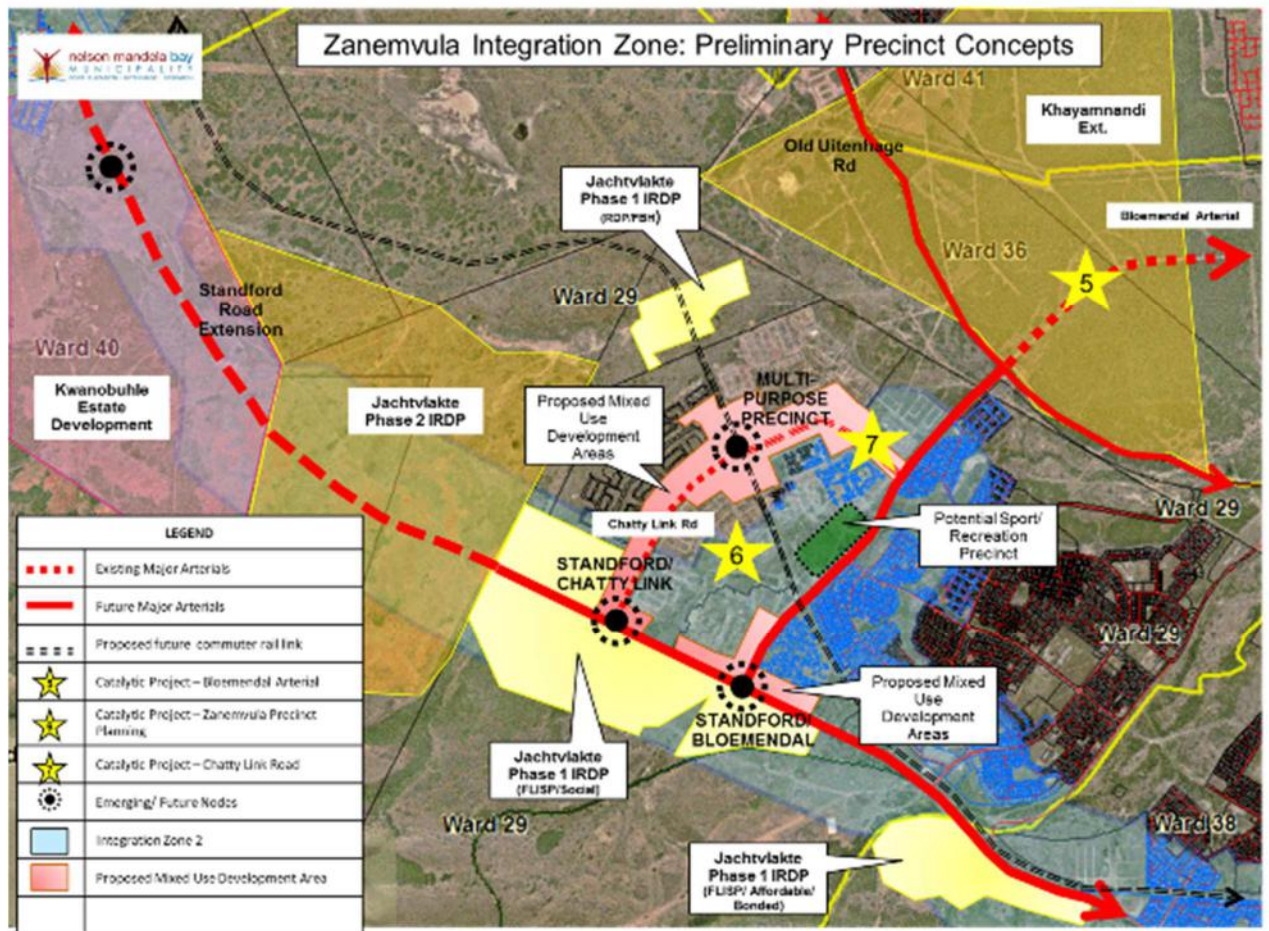 Zanemvula Integration Zone: Preliminary Precinct Concepts
nelson mandela bay
MUNICIPALITY
Ward 41
Khayamnandi
Ext.
Old Uitenhage
Rd
Jachtvlakte
Phase 1 IRDP
Bloemendal Arterial
Ward 36
5
Ward 29
Standford
Road
Extension
Ward 40
Kwanobuhle
Estate
Development
Jachtvlakte
Phase 2 IRDP
Proposed Mixed
Use
Development
Areas
MULTI-
PURPOSE
PRECINCT
7
Ward 29
Chatty Link Rd
Potential Sport/
Recreation
Precinct
6
STANDFORD/
CHATTY LINK
Ward 29
Proposed Mixed
Use
Development
Areas
STANDFORD/
BLOEMENDAL
Jachtvlakte
Phase 1 IRDP
(FLISP/Social)
Ward 29
Ward 38
Jachtvlakte
Phase 1 IRDP
(FLISP/ Affordable/
Bonded)
LEGEND
Existing Major Arterials
Future Major Arterials
Proposed future commuter rail link
Catalytic Project – Bloemendal Arterial
Catalytic Project – Zanemvula Precinct
Planning
Catalytic Project – Chatty Link Road
Emerging/ Future Nodes
Integration Zone 2
Proposed Mixed Use Development Area